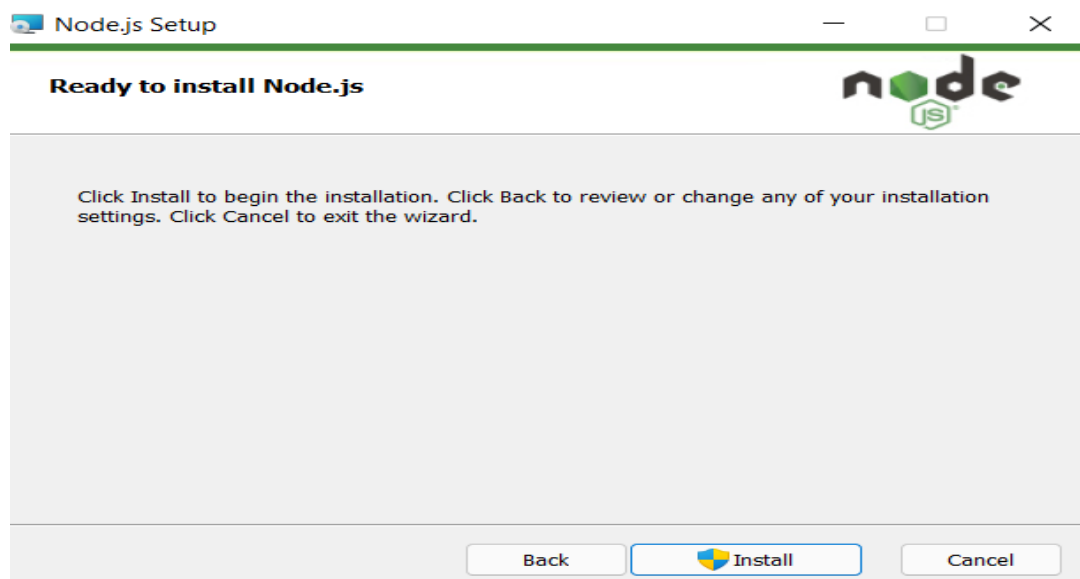 Node.js Setup
Ready to install Node.js
node
JS
Click Install to begin the installation. Click Back to review or change any of your installation
settings. Click Cancel to exit the wizard.
Back
Install
Cancel